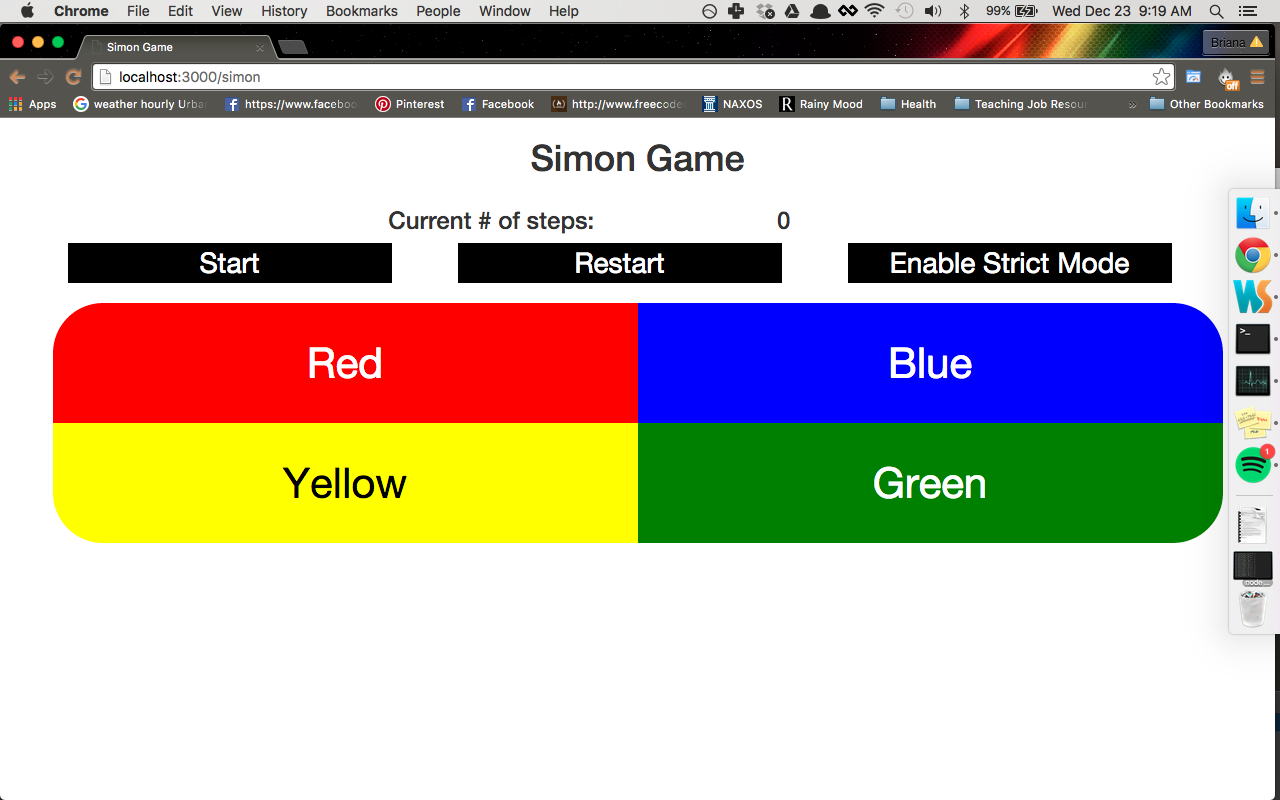 Chrome File Edit View History Bookmarks People Window Help 99% Wed Dec 23 9:19 AM
Simon Game Briana
localhost:3000/simon off
Apps weather hourly Urba https://www.faceboo Pinterest Facebook http://www.freecode NAXOS Rainy Mood Health Teaching Job Resou » Other Bookmarks
Simon Game
Current # of steps: 0
Start Restart Enable Strict Mode
Red Blue
Yellow Green
1
node